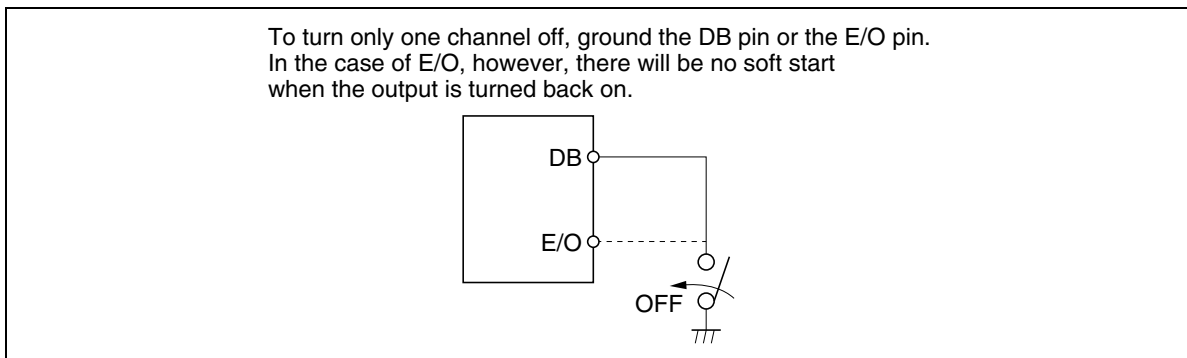 To turn only one channel off, ground the DB pin or the E/O pin.
In the case of E/O, however, there will be no soft start
when the output is turned back on.
DB
E/O
OFF